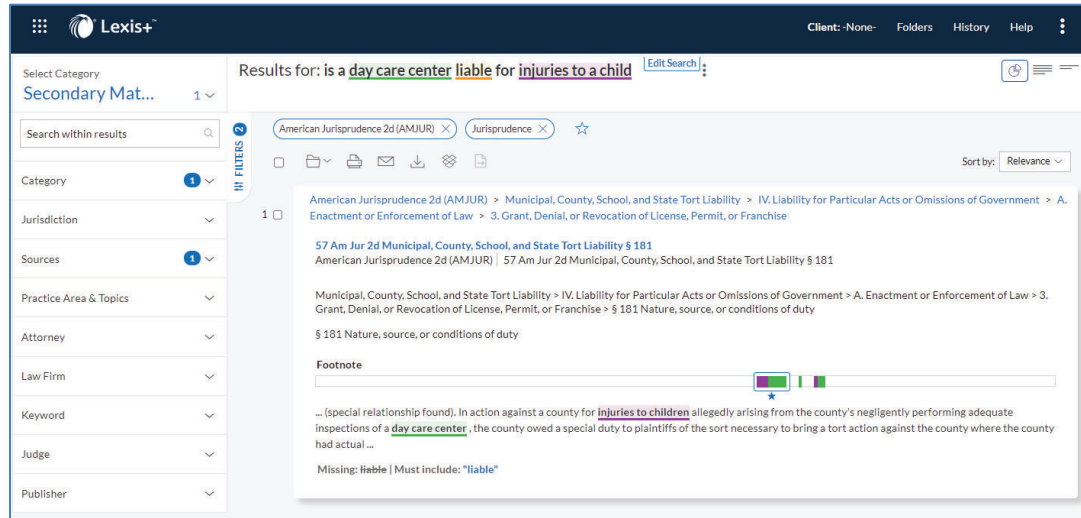 Lexis+™
Client: -None- Folders History Help
Select Category
Secondary Mat... 1
Results for: is a day care center liable for injuries to a child Edit Search
Search within results
FILTERS 2
American Jurisprudence 2d (AMJUR) Jurisprudence
Sort by: Relevance
Category 1
Jurisdiction
Sources 1
Practice Area & Topics
Attorney
Law Firm
Keyword
Judge
Publisher
1
American Jurisprudence 2d (AMJUR) > Municipal, County, School, and State Tort Liability > IV. Liability for Particular Acts or Omissions of Government > A.
Enactment or Enforcement of Law > 3. Grant, Denial, or Revocation of License, Permit, or Franchise
57 Am Jur 2d Municipal, County, School, and State Tort Liability § 181
American Jurisprudence 2d (AMJUR) | 57 Am Jur 2d Municipal, County, School, and State Tort Liability § 181
Municipal, County, School, and State Tort Liability > IV. Liability for Particular Acts or Omissions of Government > A. Enactment or Enforcement of Law > 3.
Grant, Denial, or Revocation of License, Permit, or Franchise > § 181 Nature, source, or conditions of duty
§ 181 Nature, source, or conditions of duty
Footnote
... (special relationship found). In action against a county for injuries to children allegedly arising from the county's negligently performing adequate
inspections of a day care center , the county owed a special duty to plaintiffs of the sort necessary to bring a tort action against the county where the county
had actual ...
Missing: liable | Must include: "liable"